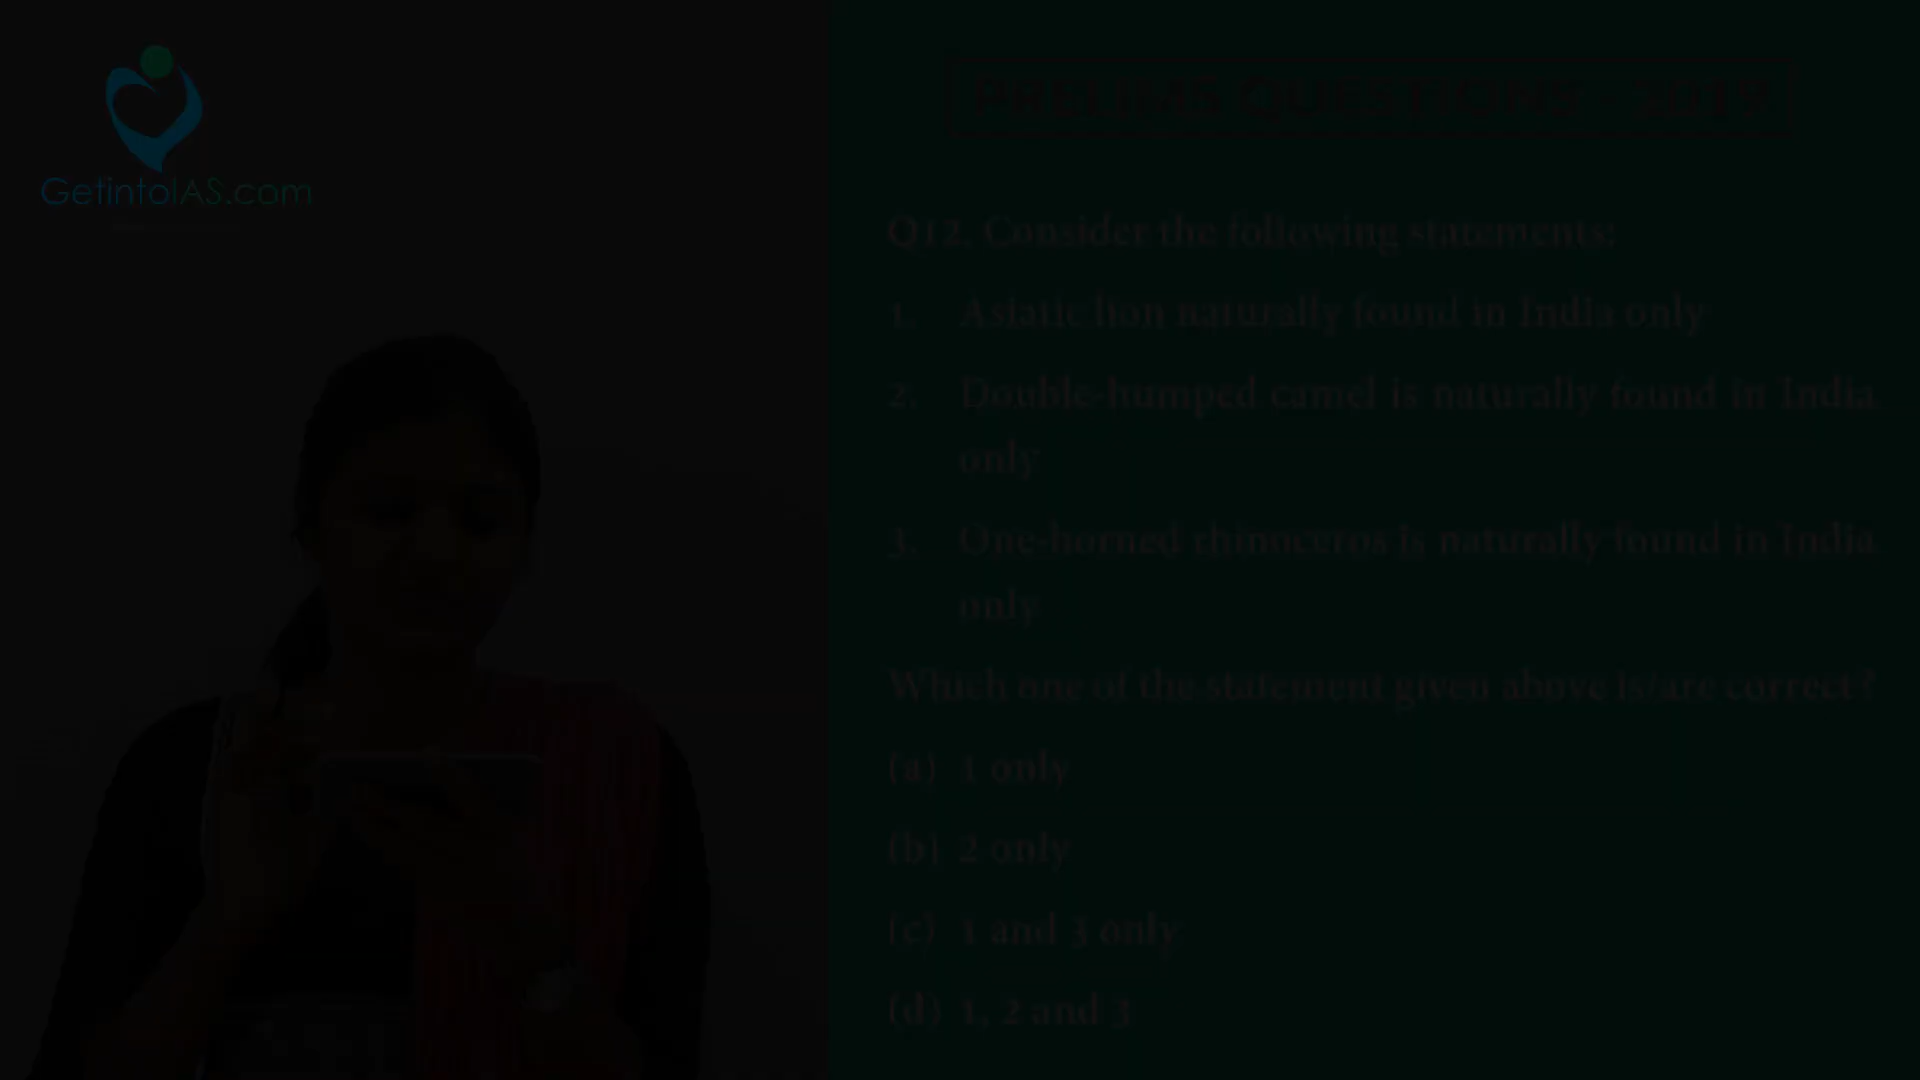 GetintoIAS.com
PRELIMS QUESTIONS - 2019
Q12. Consider the following statements:
1. Asiatic lion naturally found in India only
2. Double-humped camel is naturally found in India
only
3. One-horned rhinoceros is naturally found in India
only
Which one of the statement given above is/are correct?
(a) 1 only
(b) 2 only
(c) 1 and 3 only
(d) 1, 2 and 3